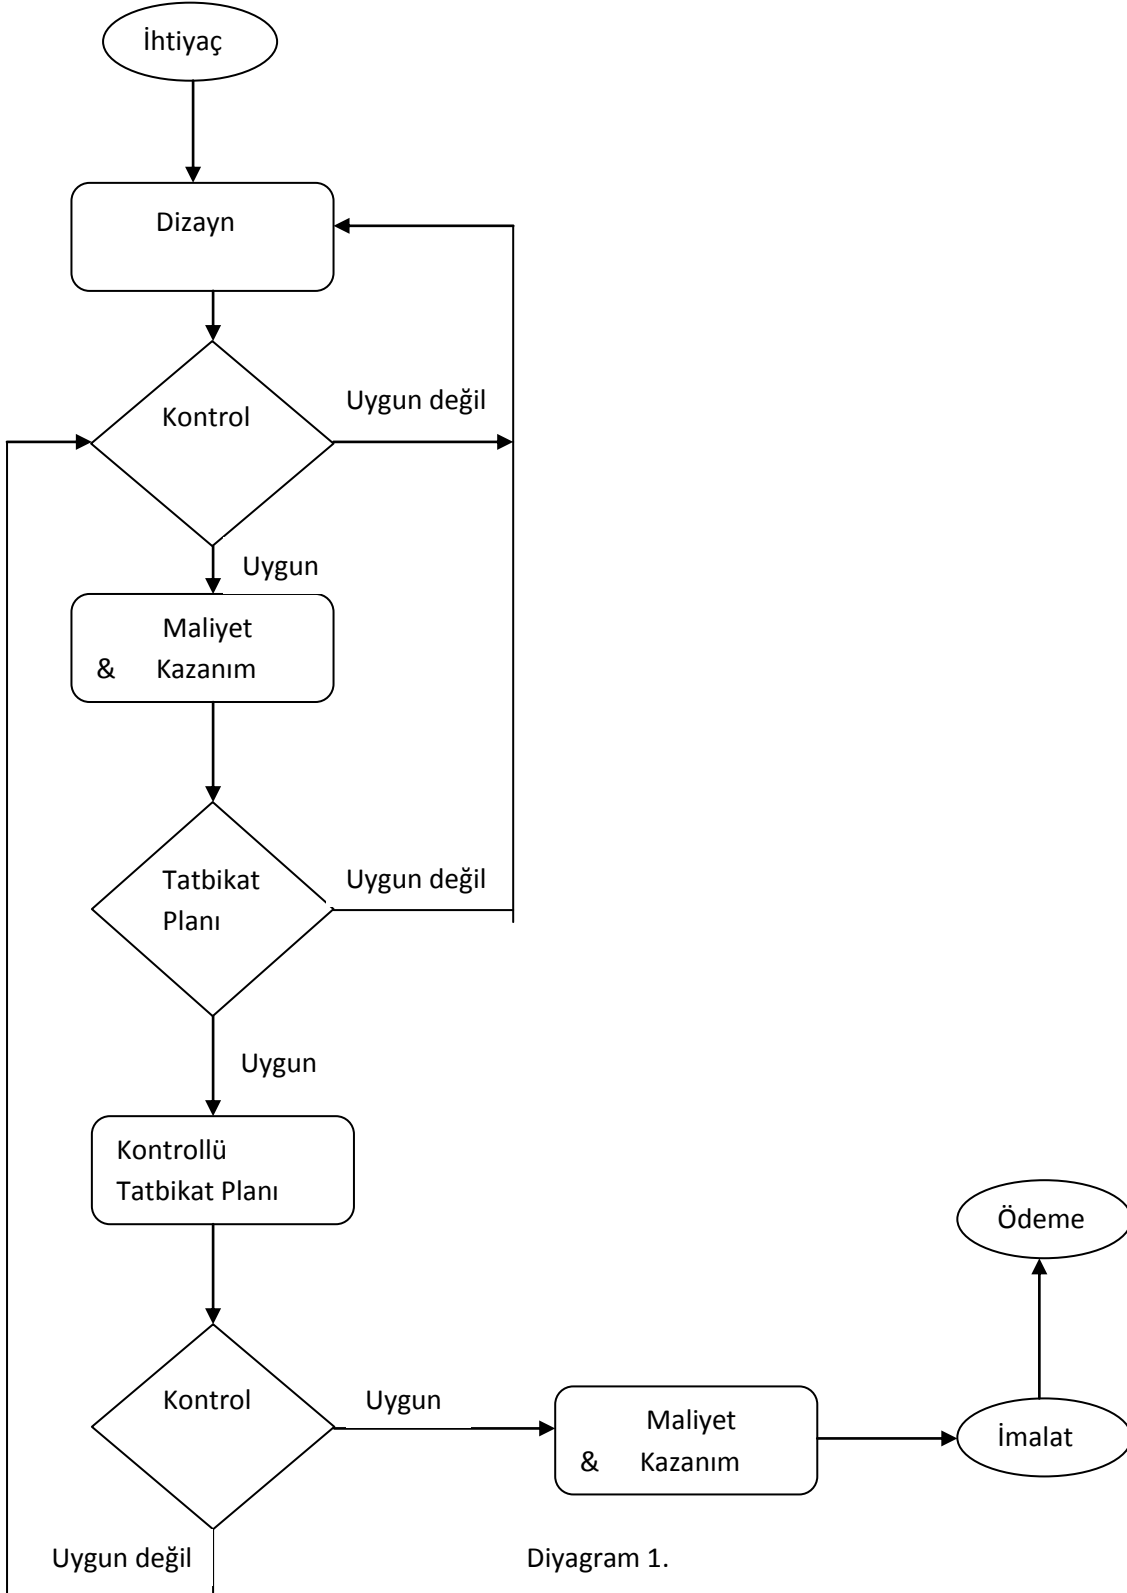 İhtiyaç
Dizayn
Uygun değil
Kontrol
Uygun
Maliyet
& Kazanım
Tatbikat
Planı
Uygun değil
Uygun
Kontrollü
Tatbikat Planı
Ödeme
Kontrol
Uygun
Maliyet
& Kazanım
İmalat
Uygun değil
Diyagram 1.